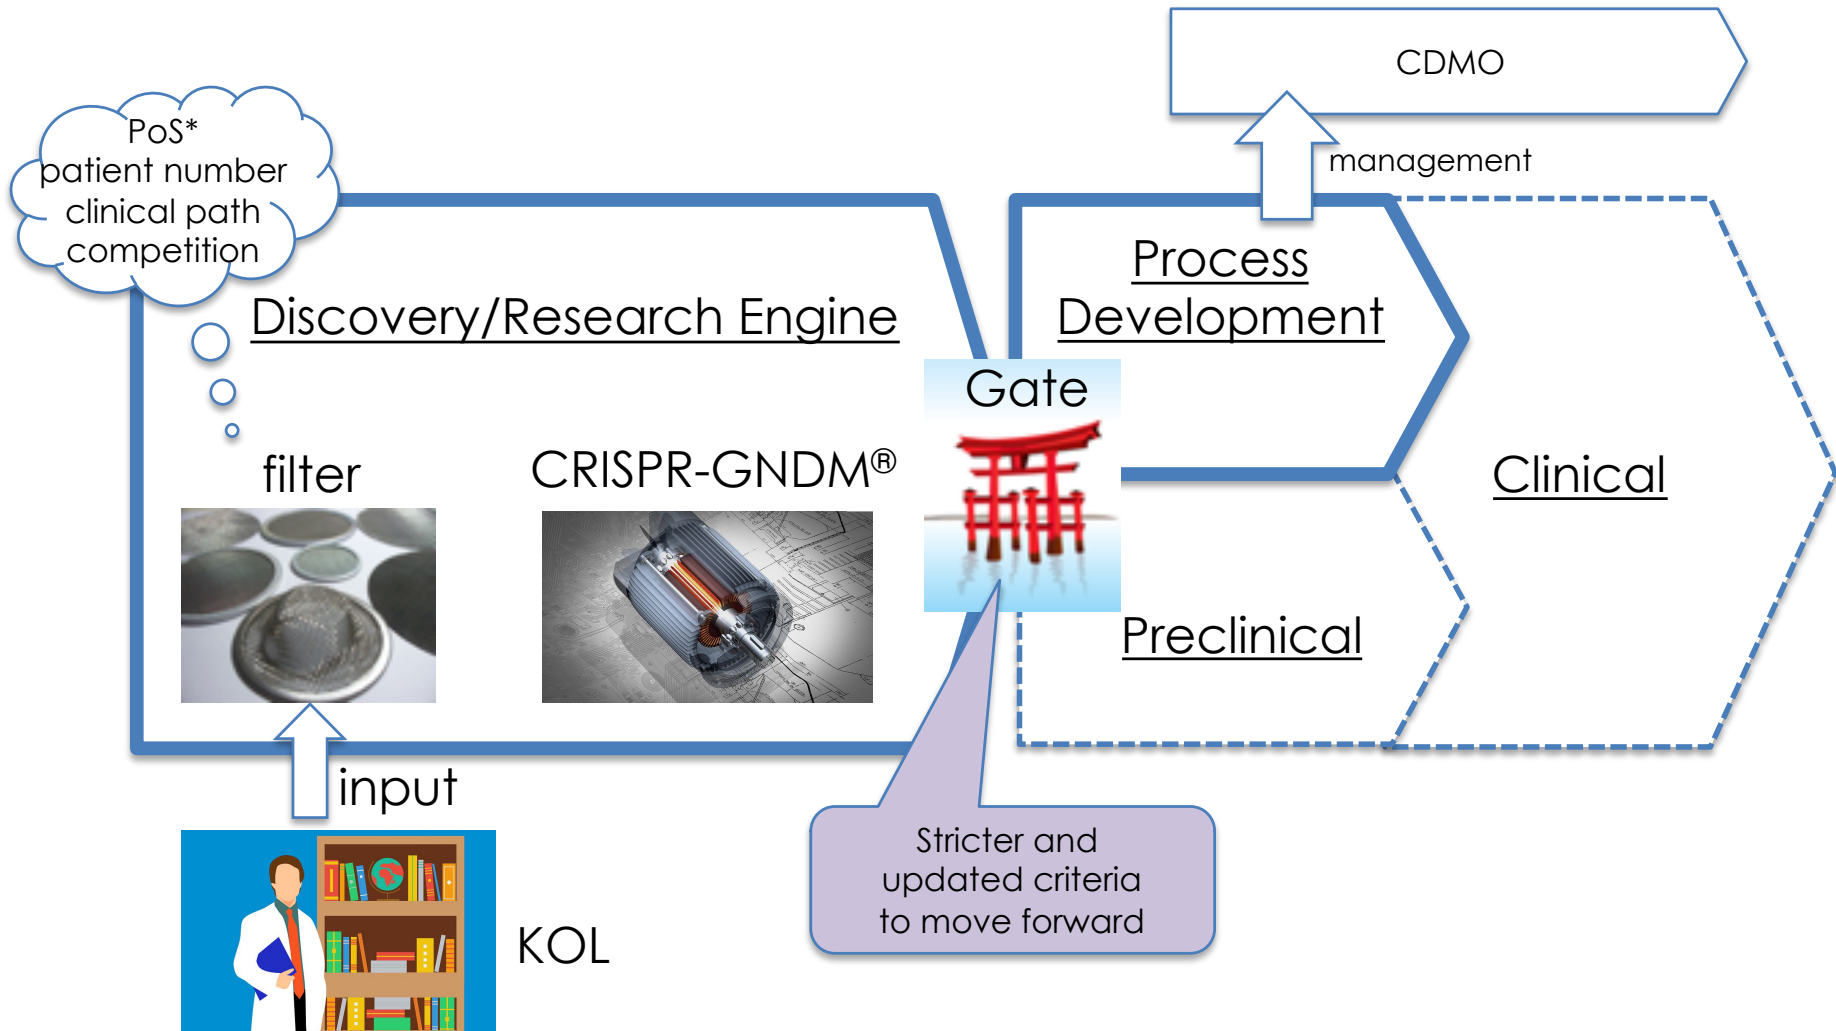 CDMO
management
PoS*
patient number
clinical path
competition
Discovery/Research Engine
Process
Development
Gate
filter
CRISPR-GNDM®
Clinical
Preclinical
input
Stricter and
updated criteria
to move forward
KOL